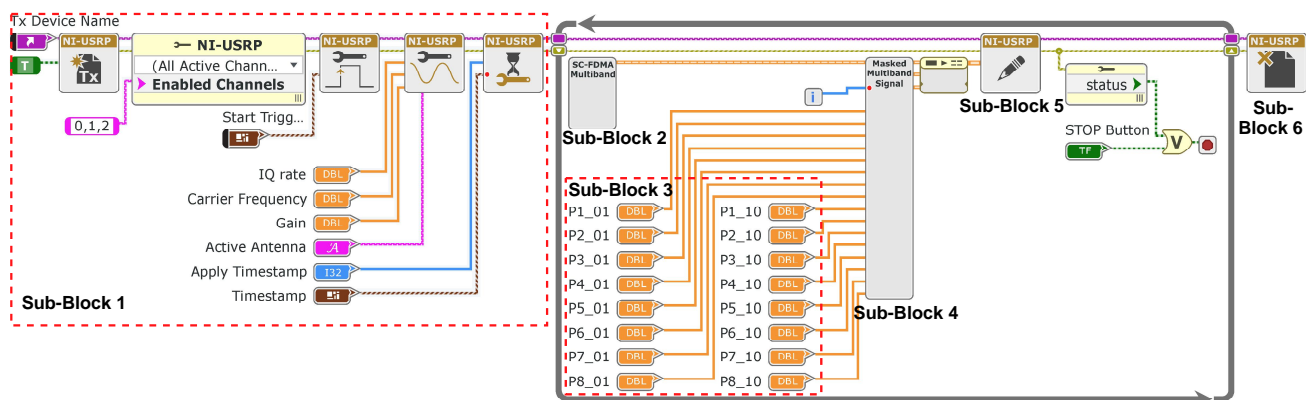 Tx Device Name
NI-USRP
Tx
T
NI-USRP
(All Active Chann...
Enabled Channels
0,1,2
NI-USRP
NI-USRP
NI-USRP
Start Trigg...
IQ rate DBL
Carrier Frequency DBL
Gain DBL
Active Antenna A
Apply Timestamp I32
Timestamp
Sub-Block 1
SC-FDMA
Multiband
Sub-Block 2
i
Sub-Block 3
P1_01 DBL P1_10 DBL
P2_01 DBL P2_10 DBL
P3_01 DBL P3_10 DBL
P4_01 DBL P4_10 DBL
P5_01 DBL P5_10 DBL
P6_01 DBL P6_10 DBL
P7_01 DBL P7_10 DBL
P8_01 DBL P8_10 DBL
Masked
Multiband
Signal
Sub-Block 4
NI-USRP
Sub-Block 5
status
STOP Button
TF
V
NI-USRP
Sub-
Block 6